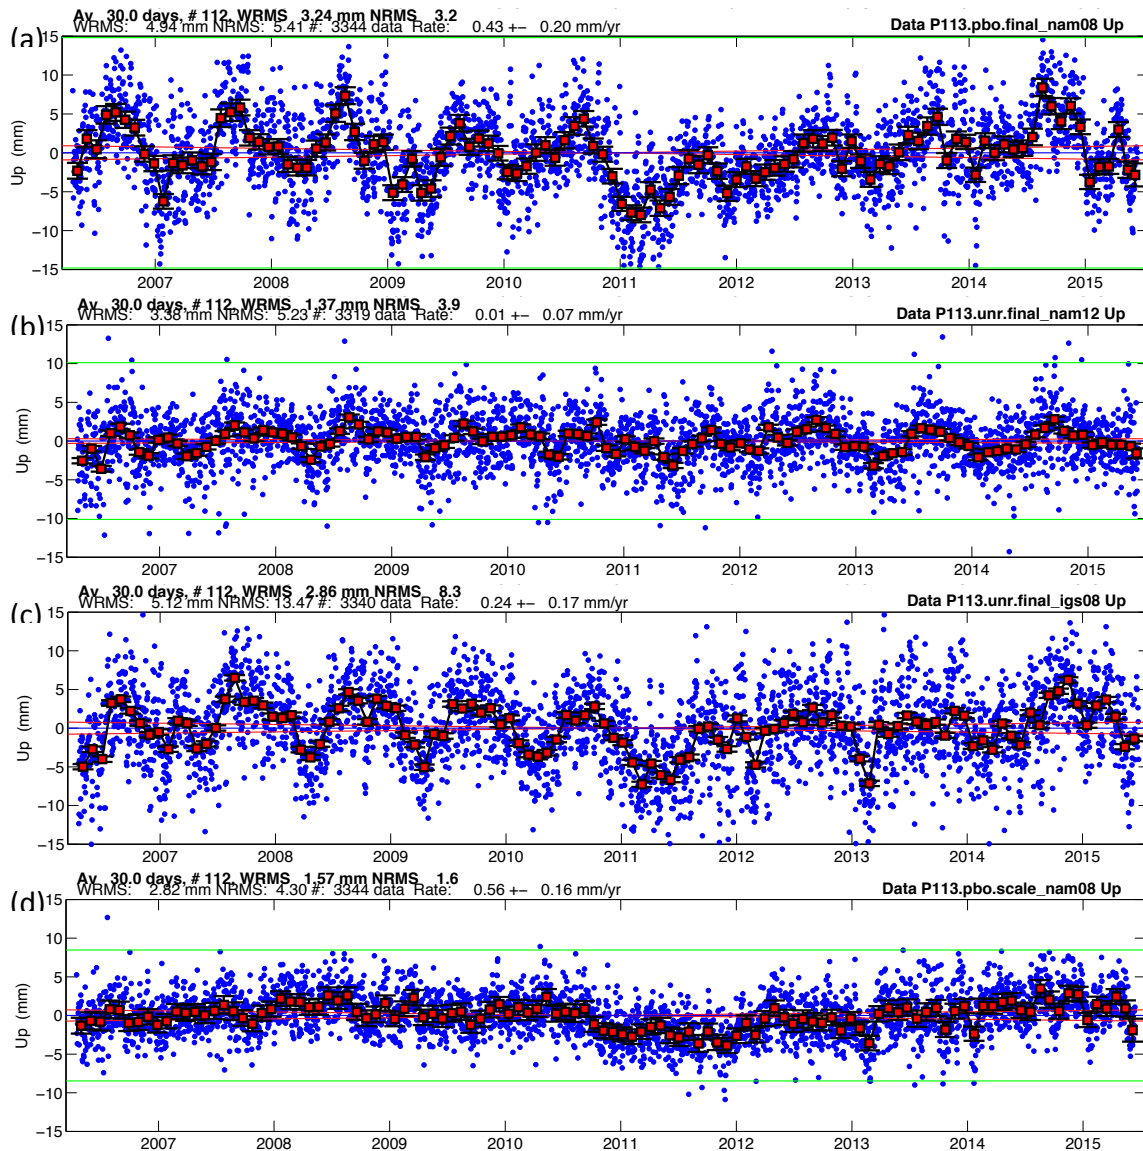 Av 30.0 days, # 112, WRMS 3.24 mm NRMS 3.2
WRMS: 4.94 mm NRMS: 5.41 #: 3344 data Rate: 0.43 +− 0.20 mm/yr
Data P113.pbo.final_nam08 Up
(a)
15
10
5
0
−5
−10
−15
Up (mm)
2007 2008 2009 2010 2011 2012 2013 2014 2015
Av 30.0 days, # 112, WRMS 1.37 mm NRMS 3.9
WRMS: 3.38 mm NRMS: 5.23 #: 3319 data Rate: 0.01 +− 0.07 mm/yr
Data P113.unr.final_nam12 Up
(b)
15
10
5
0
−5
−10
−15
Up (mm)
2007 2008 2009 2010 2011 2012 2013 2014 2015
Av 30.0 days, # 112, WRMS 2.86 mm NRMS 8.3
WRMS: 5.12 mm NRMS: 13.47 #: 3340 data Rate: 0.24 +− 0.17 mm/yr
Data P113.unr.final_igs08 Up
(c)
15
10
5
0
−5
−10
−15
Up (mm)
2007 2008 2009 2010 2011 2012 2013 2014 2015
Av 30.0 days, # 112, WRMS 1.57 mm NRMS 1.6
WRMS: 2.82 mm NRMS: 4.30 #: 3344 data Rate: 0.56 +− 0.16 mm/yr
Data P113.pbo.scale_nam08 Up
(d)
15
10
5
0
−5
−10
−15
Up (mm)
2007 2008 2009 2010 2011 2012 2013 2014 2015